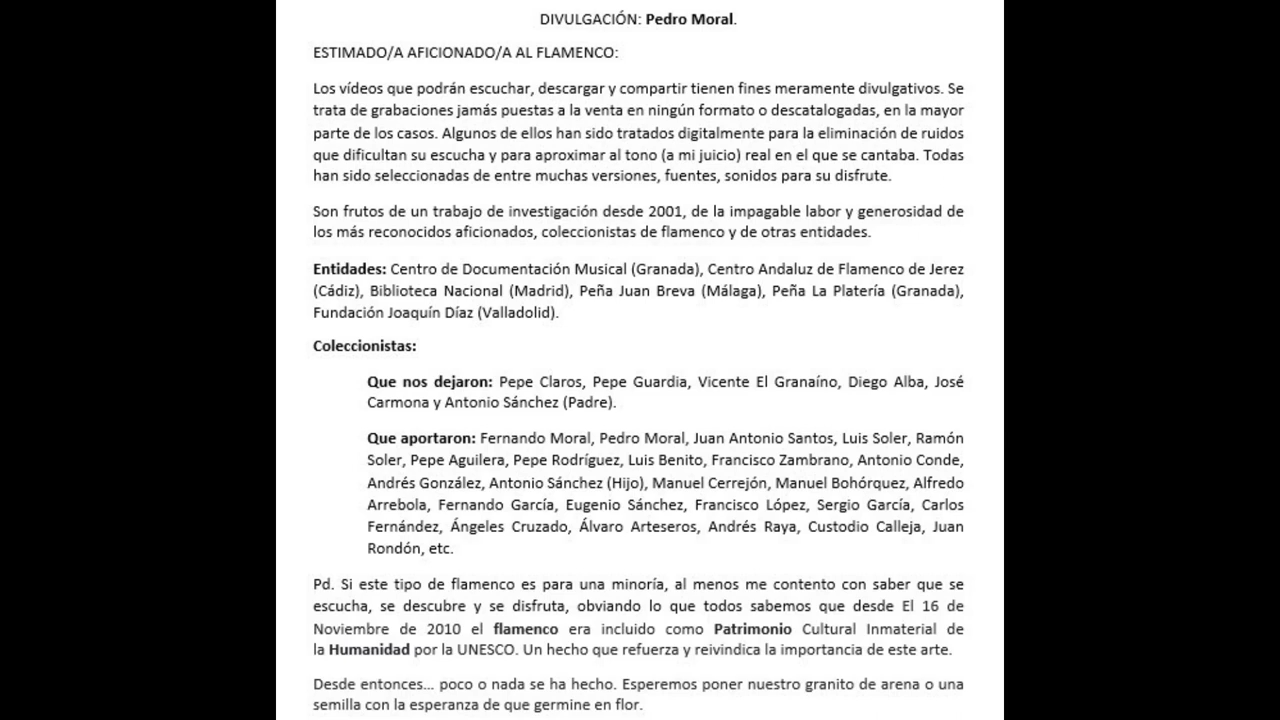 DIVULGACIÓN: Pedro Moral.
ESTIMADO/A AFICIONADO/A AL FLAMENCO:
Los vídeos que podrán escuchar, descargar y compartir tienen fines meramente divulgativos. Se
trata de grabaciones jamás puestas a la venta en ningún formato o descatalogadas, en la mayor
parte de los casos. Algunos de ellos han sido tratados digitalmente para la eliminación de ruidos
que dificultan su escucha y para aproximar al tono (a mi juicio) real en el que se cantaba. Todas
han sido seleccionadas de entre muchas versiones, fuentes, sonidos para su disfrute.
Son frutos de un trabajo de investigación desde 2001, de la impagable labor y generosidad de
los más reconocidos aficionados, coleccionistas de flamenco y de otras entidades.
Entidades: Centro de Documentación Musical (Granada), Centro Andaluz de Flamenco de Jerez
(Cádiz), Biblioteca Nacional (Madrid), Peña Juan Breva (Málaga), Peña La Platería (Granada),
Fundación Joaquín Díaz (Valladolid).
Coleccionistas:
Que nos dejaron: Pepe Claros, Pepe Guardia, Vicente El Granaíno, Diego Alba, José
Carmona y Antonio Sánchez (Padre).
Que aportaron: Fernando Moral, Pedro Moral, Juan Antonio Santos, Luis Soler, Ramón
Soler, Pepe Aguilera, Pepe Rodríguez, Luis Benito, Francisco Zambrano, Antonio Conde,
Andrés González, Antonio Sánchez (Hijo), Manuel Cerrejón, Manuel Bohórquez, Alfredo
Arrebola, Fernando García, Eugenio Sánchez, Francisco López, Sergio García, Carlos
Fernández, Ángeles Cruzado, Álvaro Arteseros, Andrés Raya, Custodio Calleja, Juan
Rondón, etc.
Pd. Si este tipo de flamenco es para una minoría, al menos me contento con saber que se
escucha, se descubre y se disfruta, obviando lo que todos sabemos que desde El 16 de
Noviembre de 2010 el flamenco era incluido como Patrimonio Cultural Inmaterial de
la Humanidad por la UNESCO. Un hecho que refuerza y reivindica la importancia de este arte.
Desde entonces... poco o nada se ha hecho. Esperemos poner nuestro granito de arena o una
semilla con la esperanza de que germine en flor.